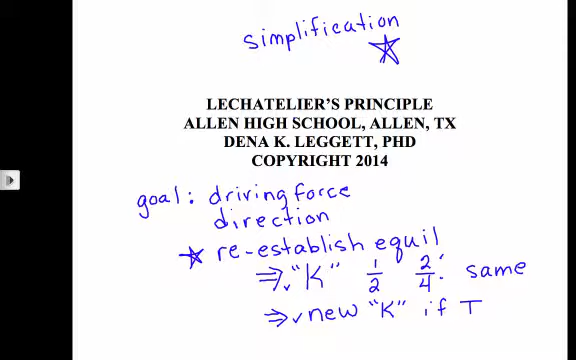 simplification
LECHATELIER'S PRINCIPLE
ALLEN HIGH SCHOOL, ALLEN, TX
DENA K. LEGGETT, PHD
COPYRIGHT 2014
goal: driving force
direction
☆ re-establish equil
⇒✓"K" 1/2 2/4 : same
⇒✓new "K" if T